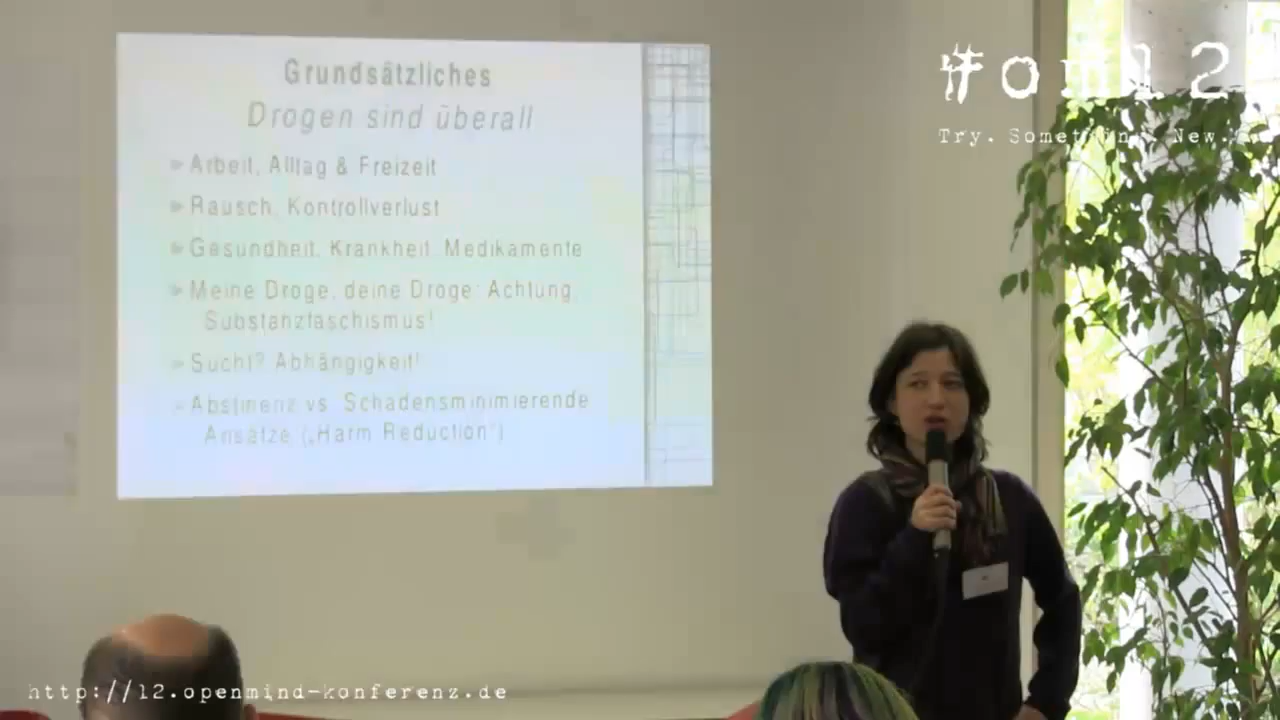 Grundsätzliches
Drogen sind überall
Arbeit, Alltag & Freizeit
Rausch, Kontrollverlust
Gesundheit, Krankheit, Medikamente
Meine Droge, deine Droge: Achtung,
Substanzfaschismus!
Sucht? Abhängigkeit!
Abstinenz vs. Schadensminimierende
Ansätze („Harm Reduction“)
#om12
Try. Something. New.
http://12.openmind-konferenz.de